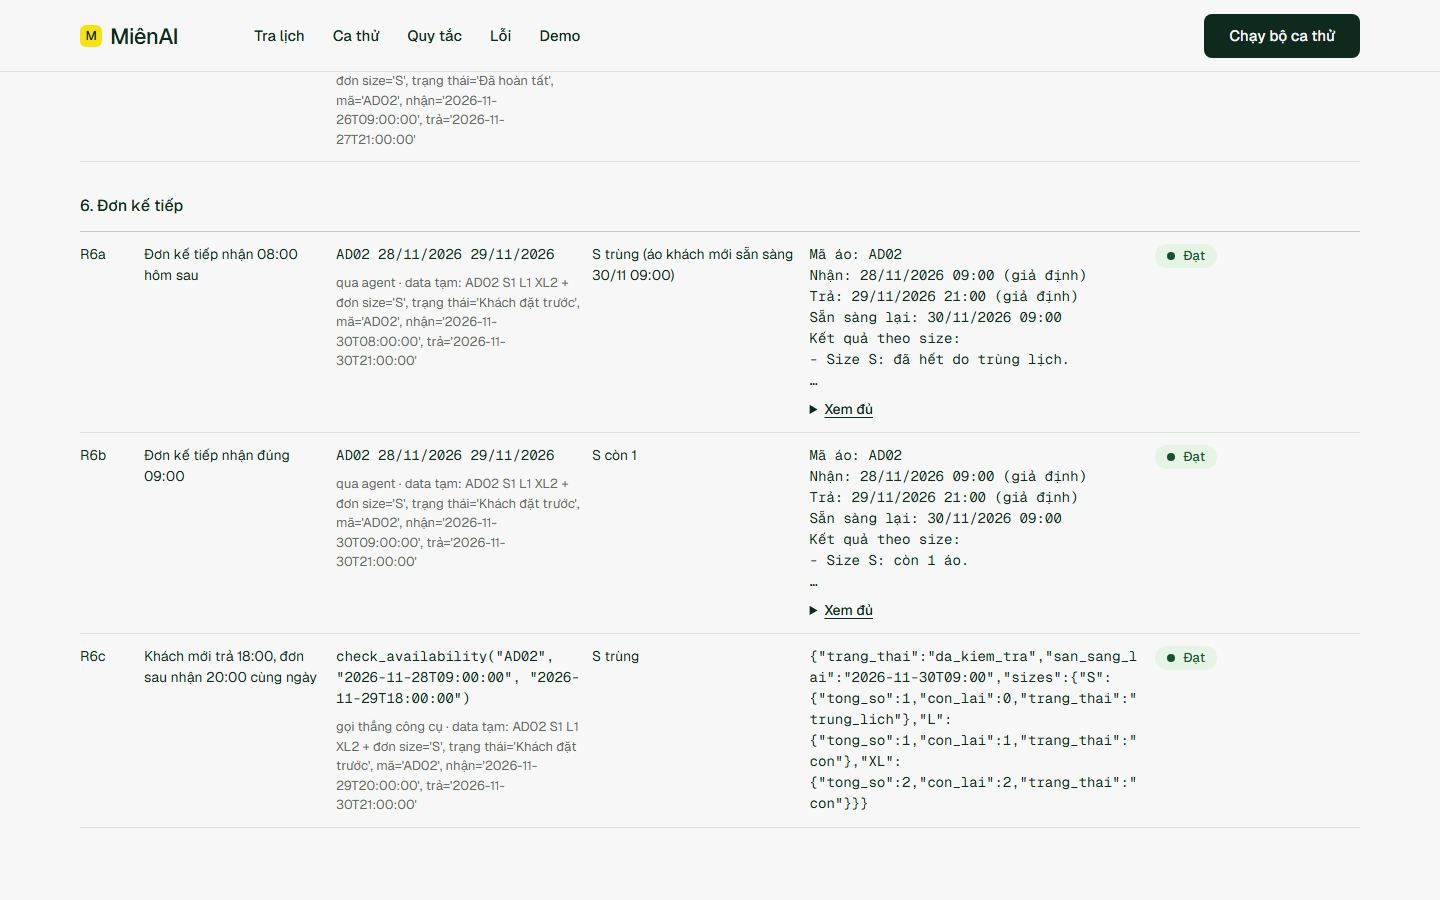 M MiênAI Tra lịch Ca thử Quy tắc Lỗi Demo Chạy bộ ca thử
đơn size='S', trạng thái='Đã hoàn tất',
mã='AD02', nhận='2026-11-
26T09:00:00', trả='2026-11-
27T21:00:00'
6. Đơn kế tiếp
R6a
Đơn kế tiếp nhận 08:00
hôm sau
AD02 28/11/2026 29/11/2026
qua agent · data tạm: AD02 S1 L1 XL2 +
đơn size='S', trạng thái='Khách đặt trước',
mã='AD02', nhận='2026-11-
30T08:00:00', trả='2026-11-
30T21:00:00'
S trùng (áo khách mới sẵn sàng
30/11 09:00)
Mã áo: AD02
Nhận: 28/11/2026 09:00 (giả định)
Trả: 29/11/2026 21:00 (giả định)
Sẵn sàng lại: 30/11/2026 09:00
Kết quả theo size:
- Size S: đã hết do trùng lịch.
…
▶ Xem đủ
Đạt
R6b
Đơn kế tiếp nhận đúng
09:00
AD02 28/11/2026 29/11/2026
qua agent · data tạm: AD02 S1 L1 XL2 +
đơn size='S', trạng thái='Khách đặt trước',
mã='AD02', nhận='2026-11-
30T09:00:00', trả='2026-11-
30T21:00:00'
S còn 1
Mã áo: AD02
Nhận: 28/11/2026 09:00 (giả định)
Trả: 29/11/2026 21:00 (giả định)
Sẵn sàng lại: 30/11/2026 09:00
Kết quả theo size:
- Size S: còn 1 áo.
…
▶ Xem đủ
Đạt
R6c
Khách mới trả 18:00, đơn
sau nhận 20:00 cùng ngày
check_availability("AD02",
"2026-11-28T09:00:00", "2026-
11-29T18:00:00")
gọi thẳng công cụ · data tạm: AD02 S1 L1
XL2 + đơn size='S', trạng thái='Khách đặt
trước', mã='AD02', nhận='2026-11-
29T20:00:00', trả='2026-11-
30T21:00:00'
S trùng
{"trang_thai":"da_kiem_tra","san_sang_l
ai":"2026-11-30T09:00","sizes":{"S":
{"tong_so":1,"con_lai":0,"trang_thai":"
trung_lich"},"L":
{"tong_so":1,"con_lai":1,"trang_thai":"
con"},"XL":
{"tong_so":2,"con_lai":2,"trang_thai":"
con"}}}
Đạt